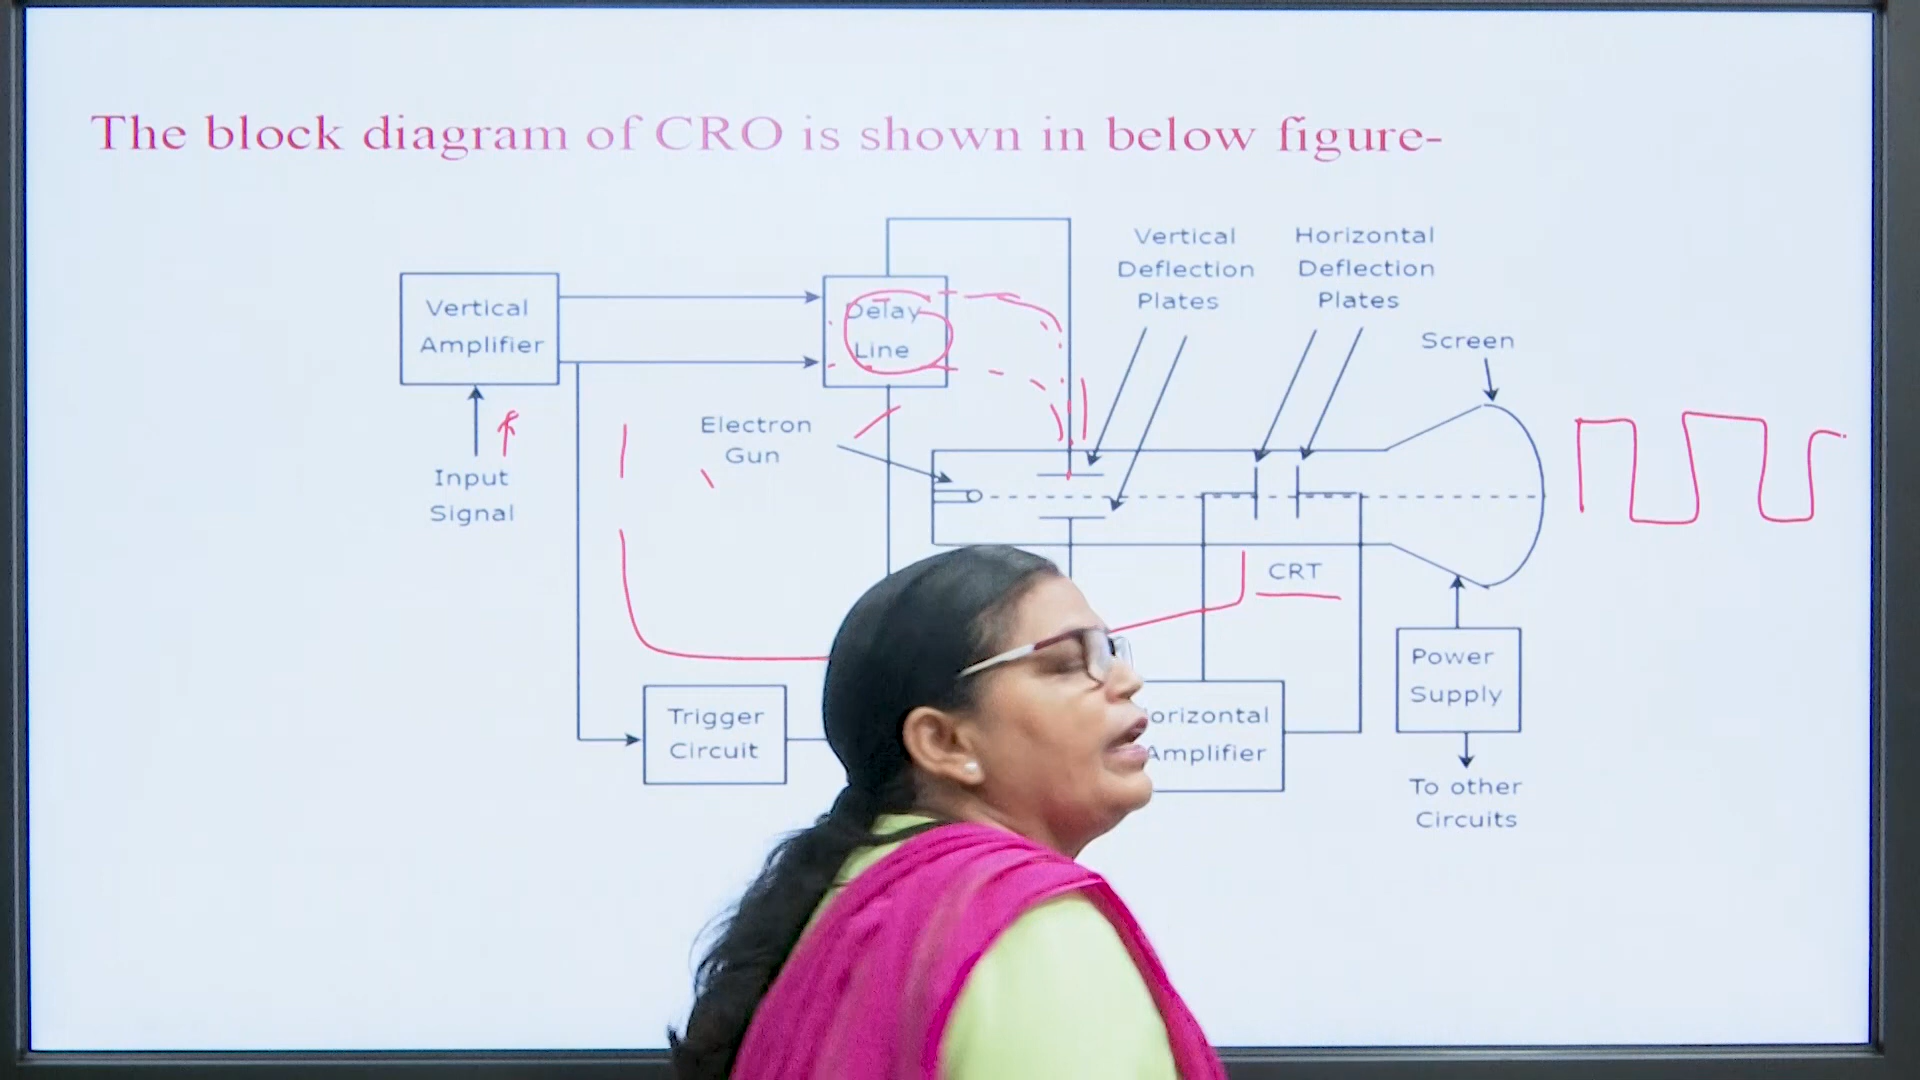 The block diagram of CRO is shown in below figure-
Vertical
Deflection
Plates
Horizontal
Deflection
Plates
Vertical
Amplifier
Delay
Line
Screen
Electron
Gun
Input
Signal
CRT
Trigger
Circuit
orizontal
Amplifier
Power
Supply
To other
Circuits